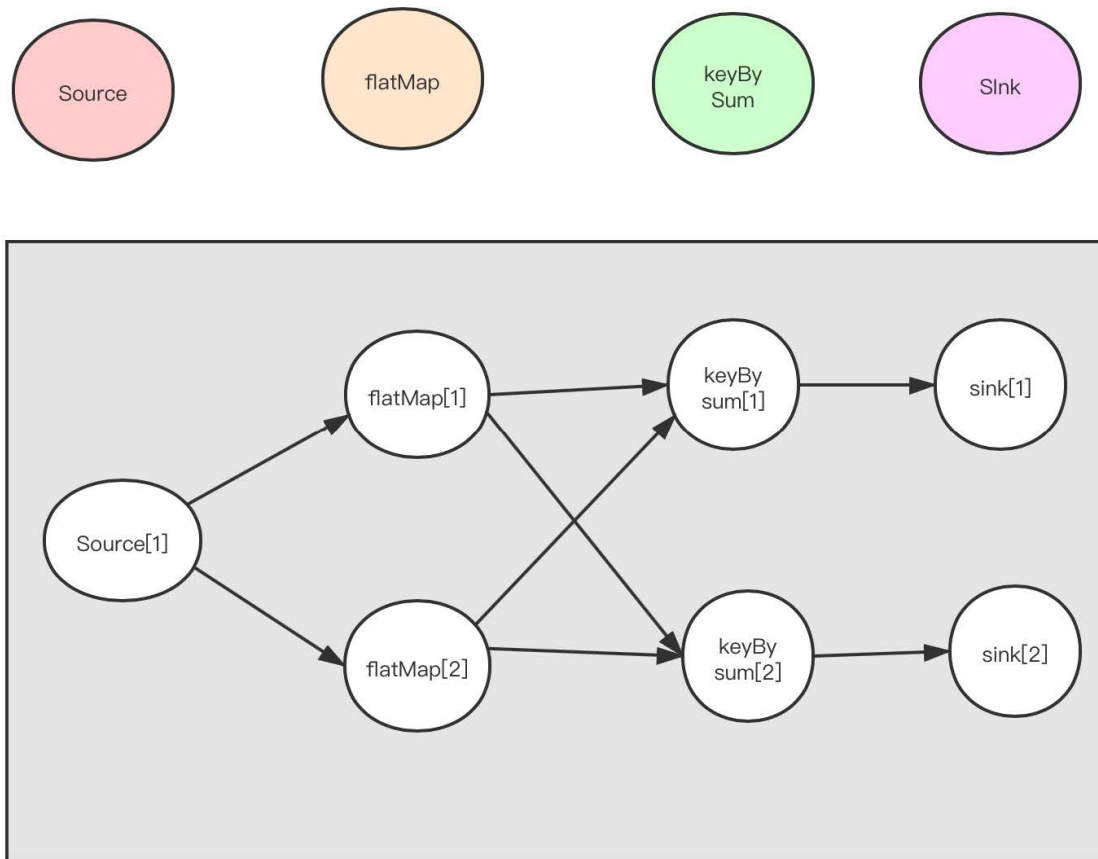 Source
flatMap
keyBy
Sum
SInk
flatMap[1]
keyBy
sum[1]
sink[1]
Source[1]
flatMap[2]
keyBy
sum[2]
sink[2]